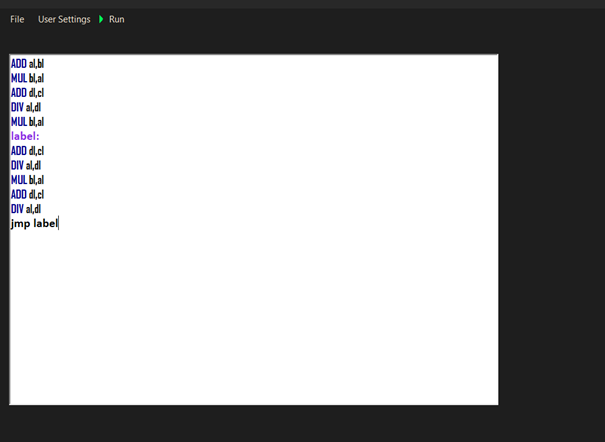 File User Settings Run
ADD al,bl
MUL bl,al
ADD dl,cl
DIV al,dl
MUL bl,al
label:
ADD dl,cl
DIV al,dl
MUL bl,al
ADD dl,cl
DIV al,dl
jmp label